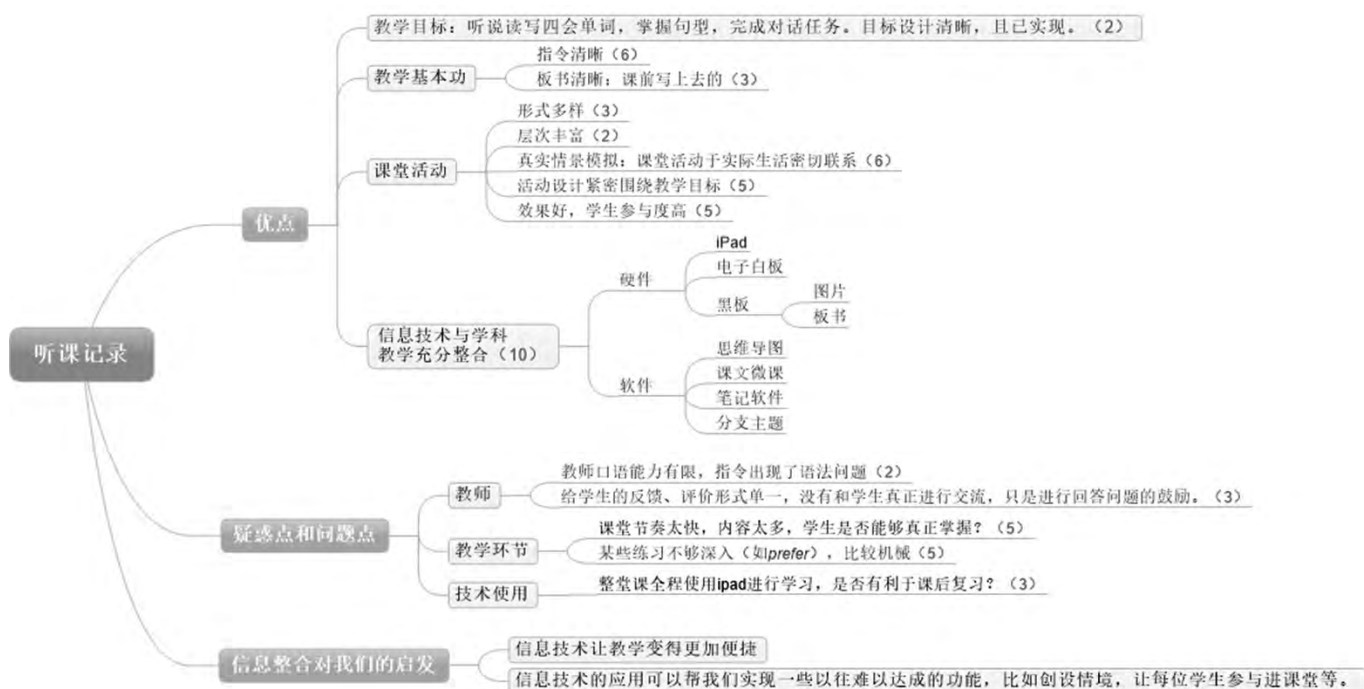 听课记录
优点
教学目标：听说读写四会单词，掌握句型，完成对话任务。目标设计清晰，且已实现。（2）
教学基本功
指令清晰（6）
板书清晰：课前写上去的（3）
课堂活动
形式多样（3）
层次丰富（2）
真实情景模拟：课堂活动于实际生活密切联系（6）
活动设计紧密围绕教学目标（5）
效果好，学生参与度高（5）
信息技术与学科
教学充分整合（10）
硬件
iPad
电子白板
黑板
图片
板书
软件
思维导图
课文微课
笔记软件
分支主题
疑惑点和问题点
教师
教师口语能力有限，指令出现了语法问题（2）
给学生的反馈、评价形式单一，没有和学生真正进行交流，只是进行回答问题的鼓励。（3）
教学环节
课堂节奏太快，内容太多，学生是否能够真正掌握？（5）
某些练习不够深入（如prefer），比较机械（5）
技术使用
整堂课全程使用ipad进行学习，是否有利于课后复习？（3）
信息整合对我们的启发
信息技术让教学变得更加便捷
信息技术的应用可以帮我们实现一些以往难以达成的功能，比如创设情境，让每位学生参与进课堂等。